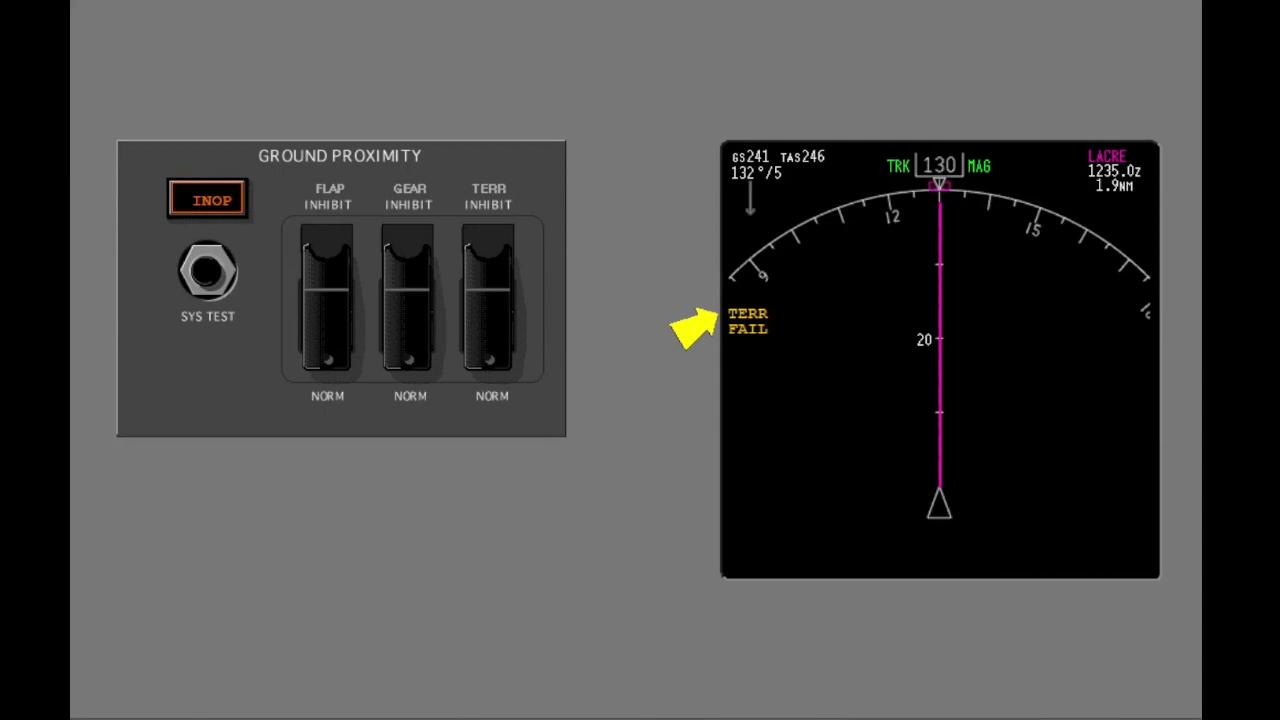 GROUND PROXIMITY
INOP
FLAP INHIBIT
GEAR INHIBIT
TERR INHIBIT
SYS TEST
NORM
NORM
NORM
GS241 TAS246
132°/5
TRK 130 MAG
LACRE
1235.0z
1.9NM
9
12
15
TERR
FAIL
20